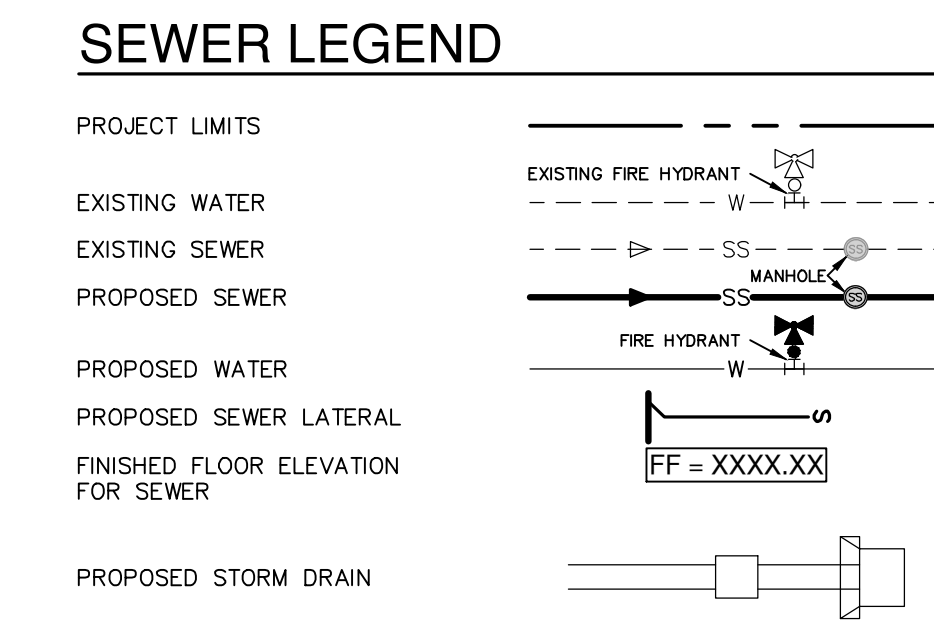 SEWER LEGEND
PROJECT LIMITS
EXISTING FIRE HYDRANT
EXISTING WATER
W
EXISTING SEWER
SS
SS
MANHOLE
PROPOSED SEWER
SS
SS
FIRE HYDRANT
PROPOSED WATER
W
PROPOSED SEWER LATERAL
S
FINISHED FLOOR ELEVATION
FOR SEWER
FF = XXXX.XX
PROPOSED STORM DRAIN